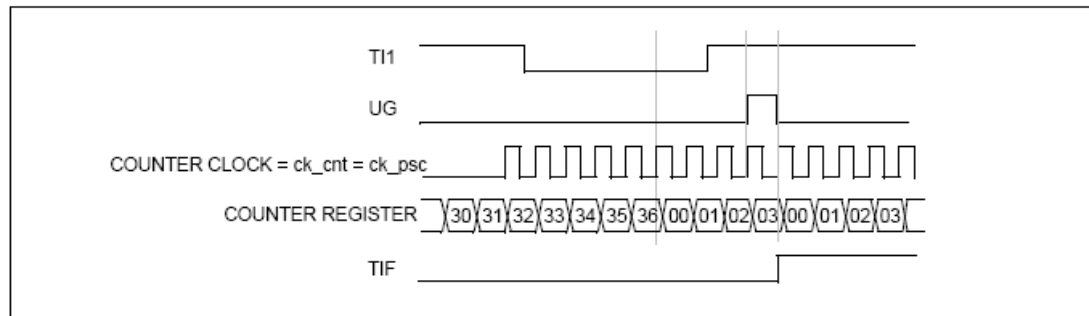 TI1
UG
COUNTER CLOCK = ck_cnt = ck_psc
COUNTER REGISTER 30 31 32 33 34 35 36 00 01 02 03 00 01 02 03
TIF